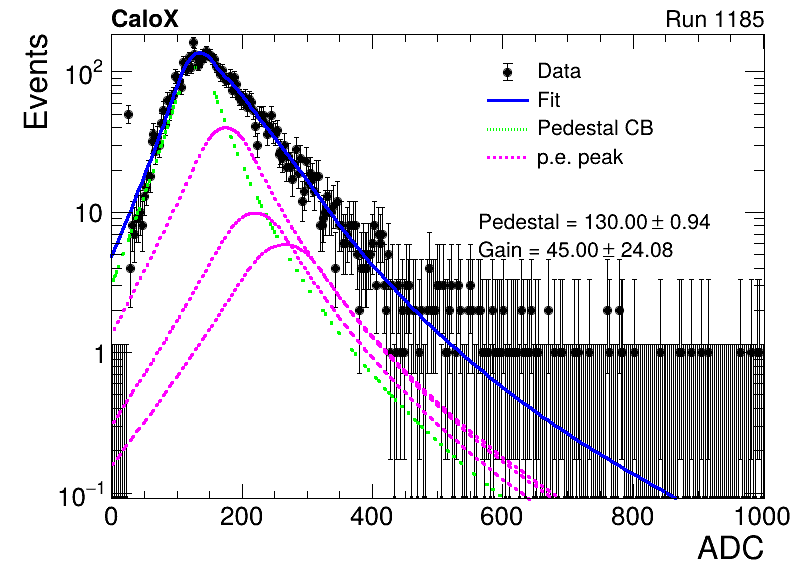 CaloX Run 1185
Events
Data
Fit
Pedestal CB
p.e. peak
Pedestal = 130.00 ± 0.94
Gain = 45.00 ± 24.08
10²
10
1
10⁻¹
0 200 400 600 800 1000
ADC